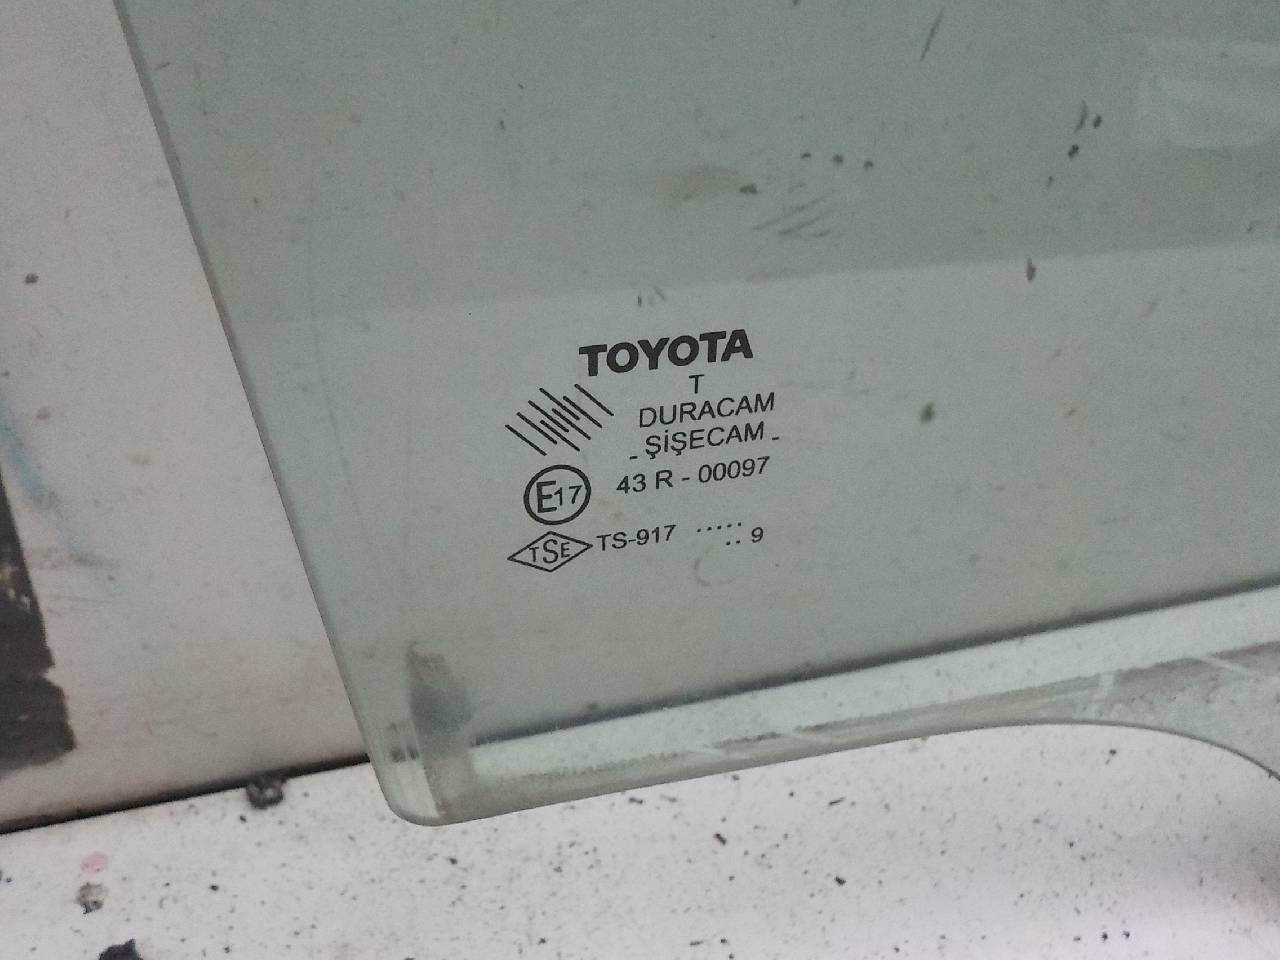 TOYOTA
T
DURACAM
- ŞİŞECAM -
E17 43 R - 00097
TSE TS-917 .....
.. 9